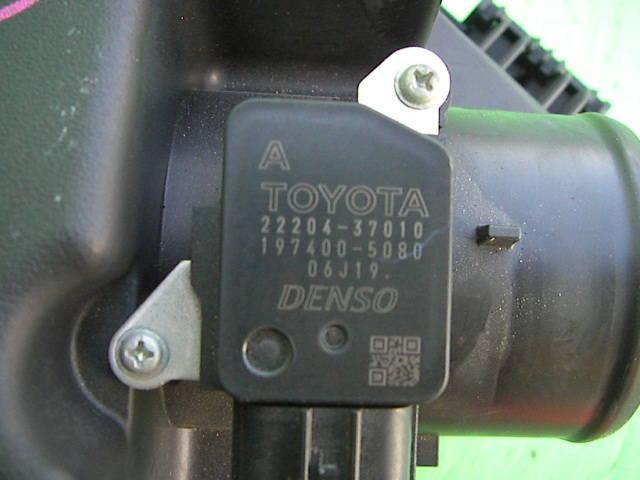 A
TOYOTA
22204-37010
197400-5080
06J19.
DENSO